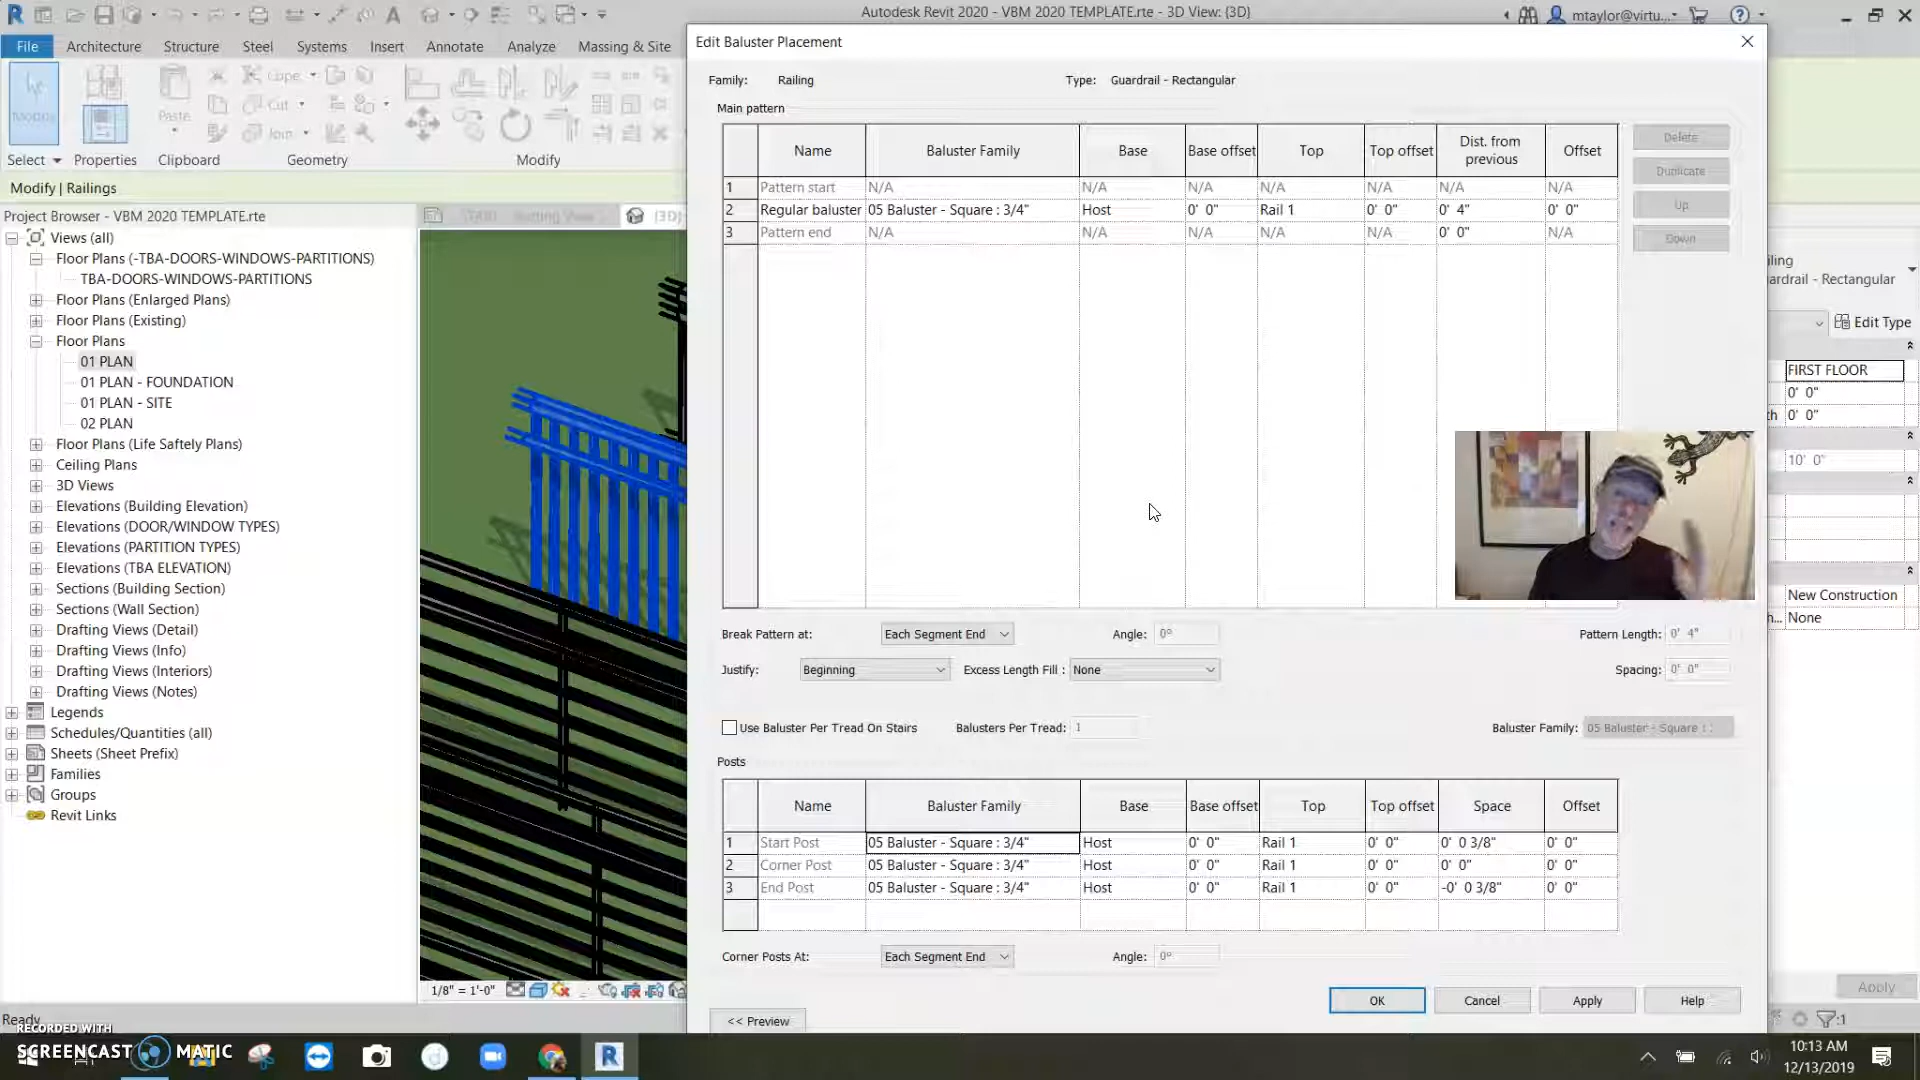 Autodesk Revit 2020 - VBM 2020 TEMPLATE.rte - 3D View: {3D}
mtaylor@virtu...
File Architecture Structure Steel Systems Insert Annotate Analyze Massing & Site
Modify
Cope
Cut
Join
Paste
Select Properties Clipboard Geometry Modify
Modify | Railings
Project Browser - VBM 2020 TEMPLATE.rte
Views (all)
Floor Plans (-TBA-DOORS-WINDOWS-PARTITIONS)
TBA-DOORS-WINDOWS-PARTITIONS
Floor Plans (Enlarged Plans)
Floor Plans (Existing)
Floor Plans
01 PLAN
01 PLAN - FOUNDATION
01 PLAN - SITE
02 PLAN
Floor Plans (Life Saftely Plans)
Ceiling Plans
3D Views
Elevations (Building Elevation)
Elevations (DOOR/WINDOW TYPES)
Elevations (PARTITION TYPES)
Elevations (TBA ELEVATION)
Sections (Building Section)
Sections (Wall Section)
Drafting Views (Detail)
Drafting Views (Info)
Drafting Views (Interiors)
Drafting Views (Notes)
Legends
Schedules/Quantities (all)
Sheets (Sheet Prefix)
Families
Groups
Revit Links
1/8" = 1'-0"
Ready
Edit Baluster Placement
Family: Railing Type: Guardrail - Rectangular
Main pattern
Name Baluster Family Base Base offset Top Top offset Dist. from previous Offset
1 Pattern start N/A N/A N/A N/A N/A N/A N/A
2 Regular baluster 05 Baluster - Square : 3/4" Host 0' 0" Rail 1 0' 0" 0' 4" 0' 0"
3 Pattern end N/A N/A N/A N/A N/A 0' 0" N/A
Delete
Duplicate
Up
Down
Break Pattern at: Each Segment End Angle: 0° Pattern Length: 0' 4"
Justify: Beginning Excess Length Fill : None Spacing: 0' 0"
Use Baluster Per Tread On Stairs Balusters Per Tread: 1 Baluster Family: 05 Baluster - Square :
Posts
Name Baluster Family Base Base offset Top Top offset Space Offset
1 Start Post 05 Baluster - Square : 3/4" Host 0' 0" Rail 1 0' 0" 0' 0 3/8" 0' 0"
2 Corner Post 05 Baluster - Square : 3/4" Host 0' 0" Rail 1 0' 0" 0' 0" 0' 0"
3 End Post 05 Baluster - Square : 3/4" Host 0' 0" Rail 1 0' 0" -0' 0 3/8" 0' 0"
Corner Posts At: Each Segment End Angle: 0°
OK Cancel Apply Help
<< Preview
Guardrail - Rectangular
Edit Type
FIRST FLOOR
0' 0"
0' 0"
10' 0"
New Construction
None
Apply
:1
RECORDED WITH
SCREENCAST MATIC
10:13 AM
12/13/2019